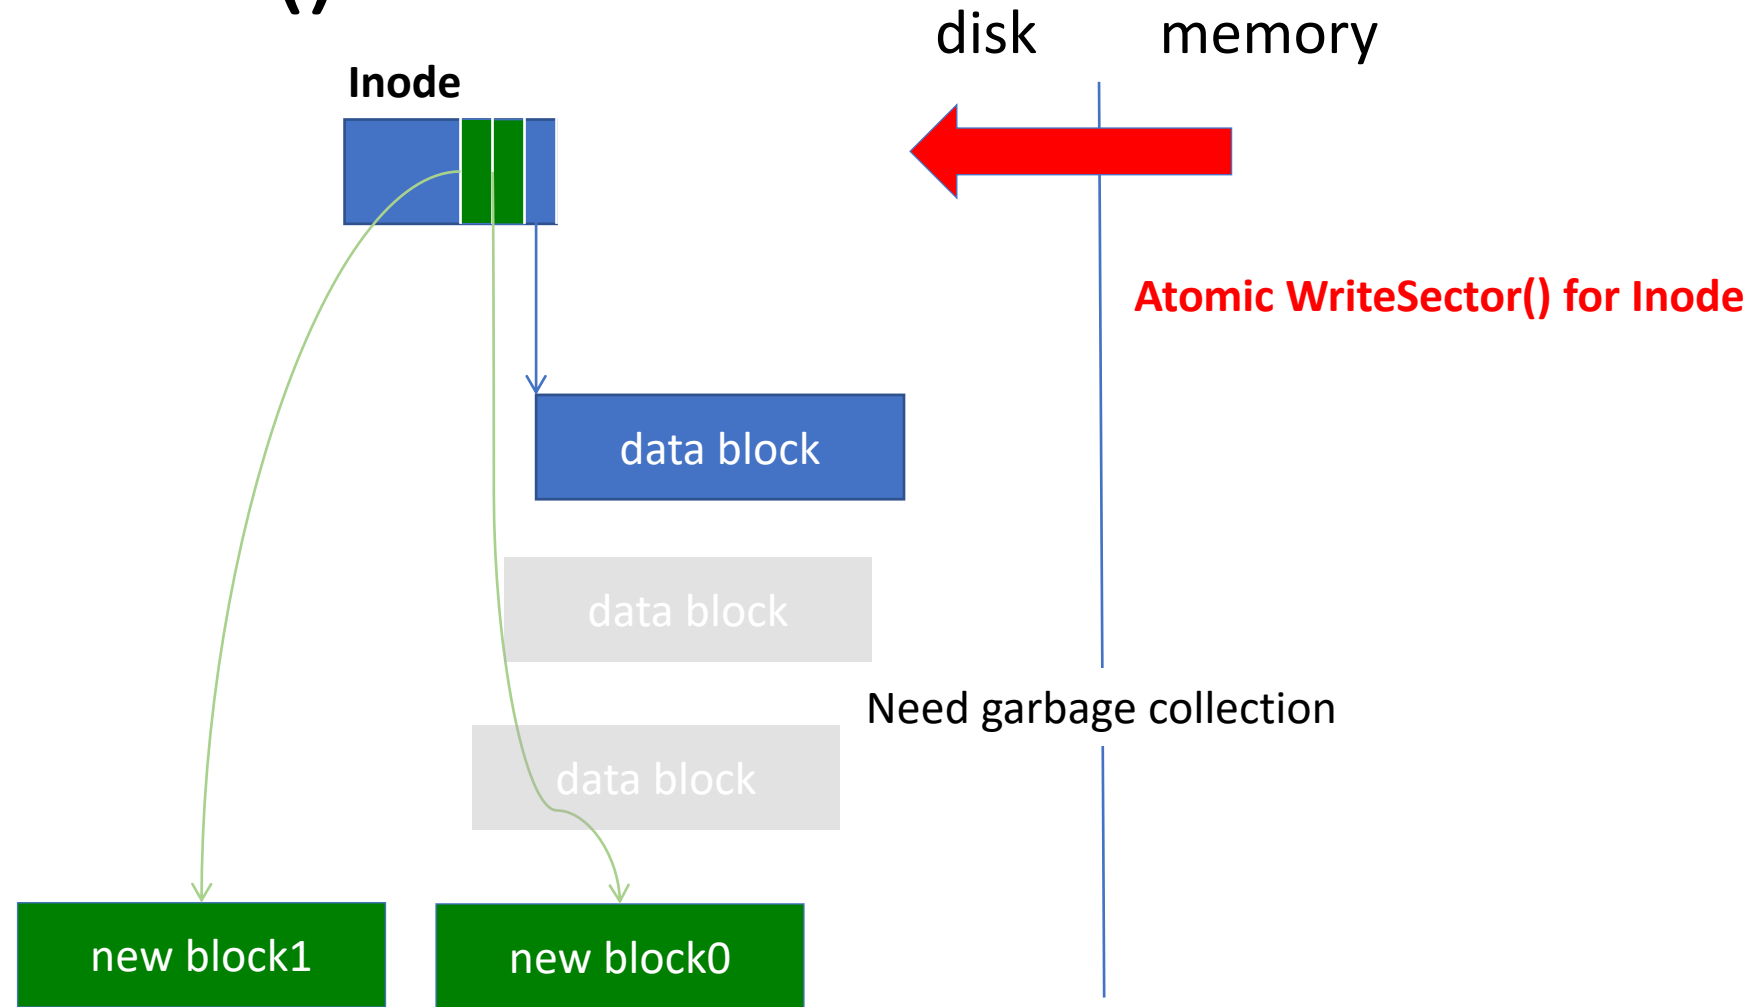 ()
disk memory
Inode
Atomic WriteSector() for Inode
data block
data block
Need garbage collection
data block
new block1
new block0